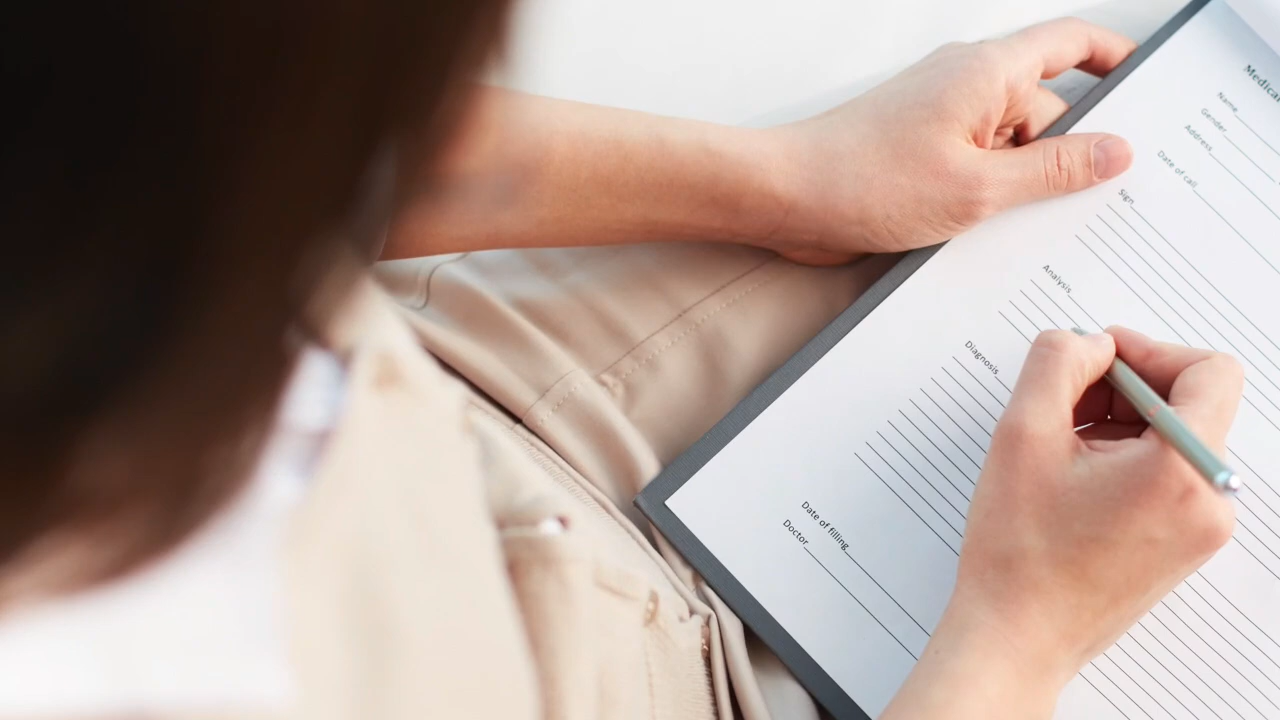 Medica
Name
Gender
Address
Date of call
Sign
Analysis
Diagnosis
Date of filling
Doctor